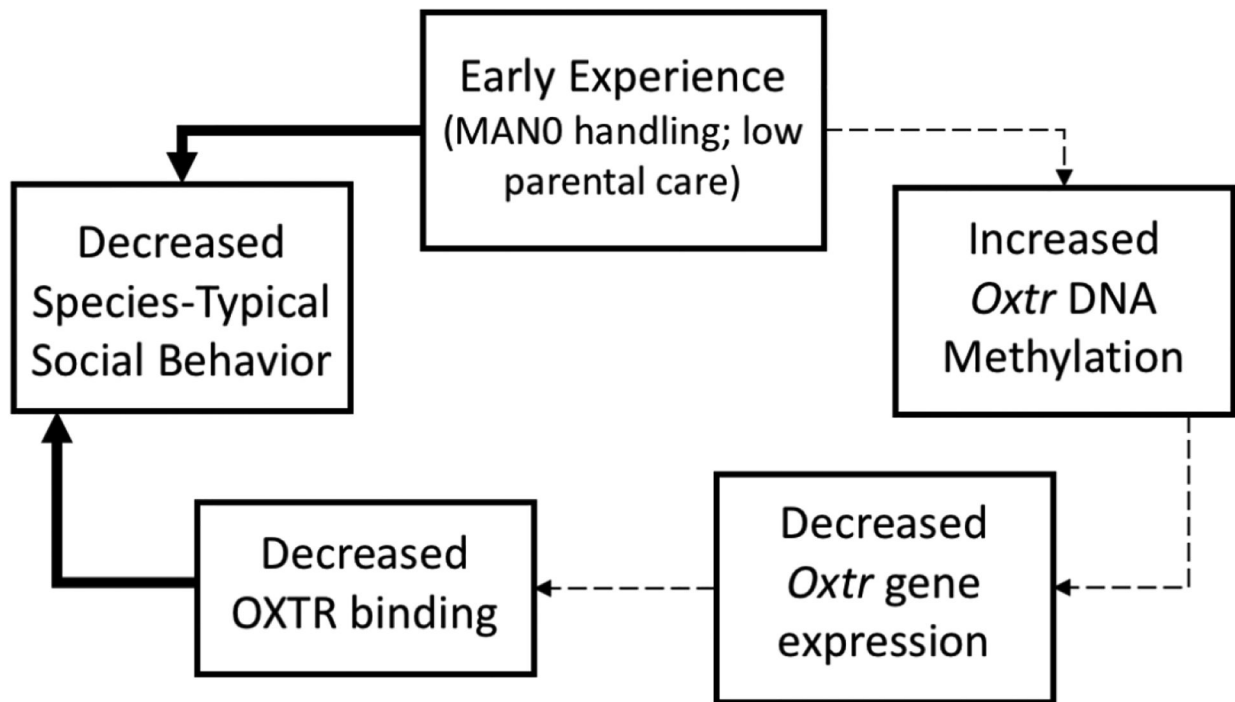 Early Experience
(MAN0 handling; low
parental care)
Decreased
Species-Typical
Social Behavior
Increased
Oxtr DNA
Methylation
Decreased
OXTR binding
Decreased
Oxtr gene
expression